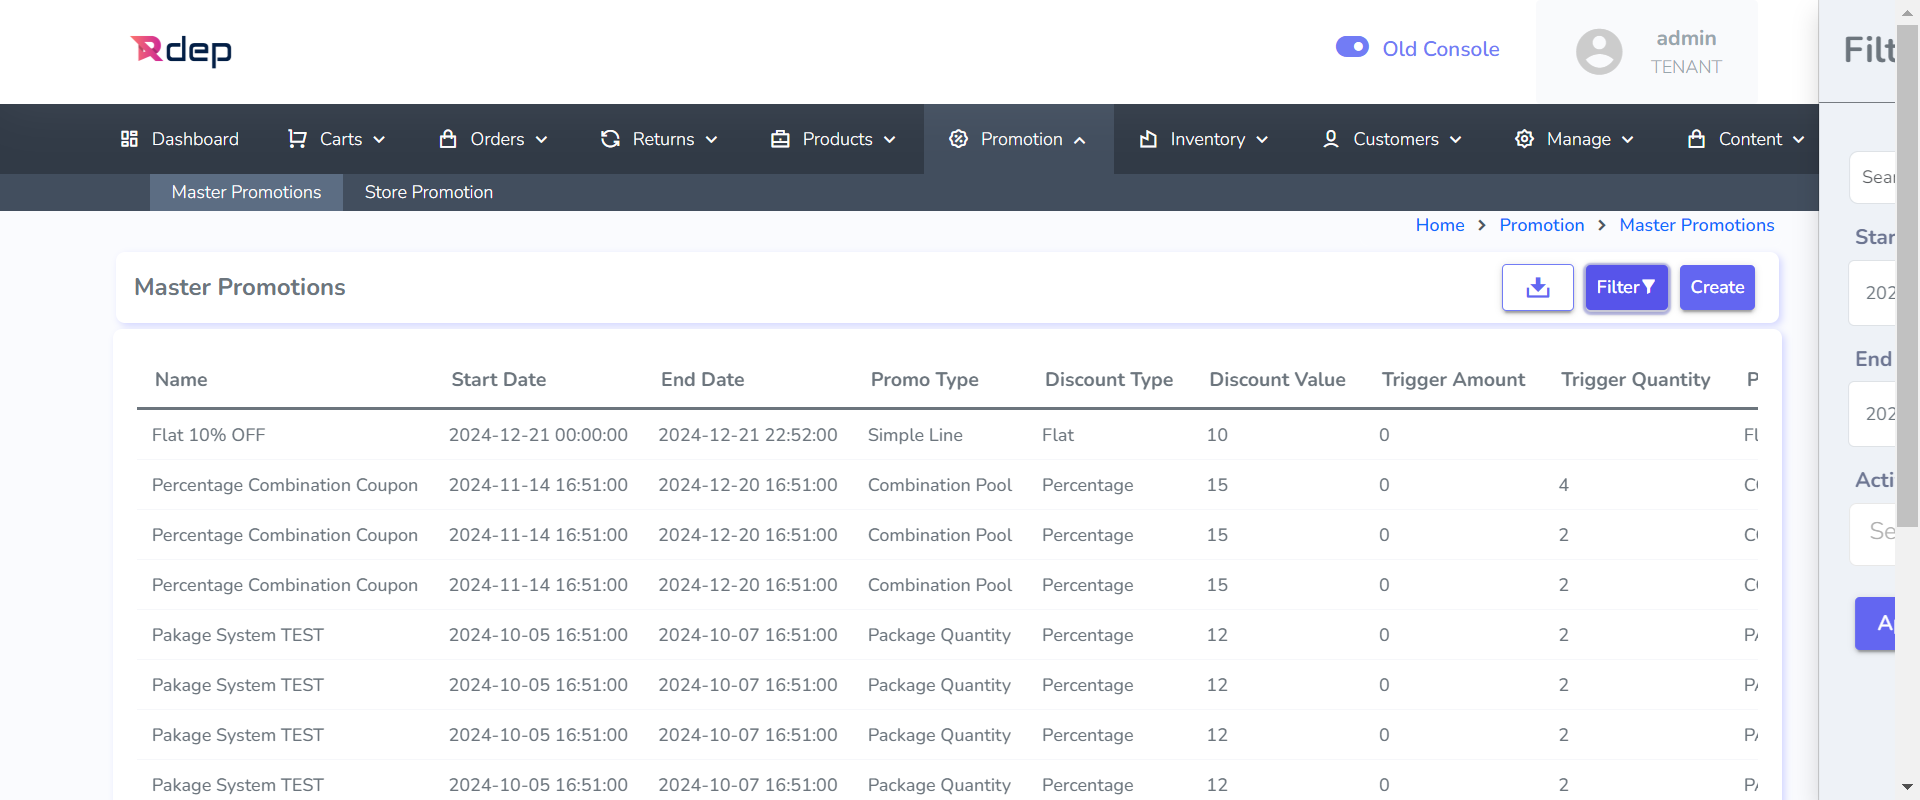 Rdep
Old Console
admin
TENANT
Dashboard Carts Orders Returns Products Promotion Inventory Customers Manage Content
Master Promotions Store Promotion
Home > Promotion > Master Promotions
Master Promotions
Filter Create
Name Start Date End Date Promo Type Discount Type Discount Value Trigger Amount Trigger Quantity P
Flat 10% OFF 2024-12-21 00:00:00 2024-12-21 22:52:00 Simple Line Flat 10 0
Percentage Combination Coupon 2024-11-14 16:51:00 2024-12-20 16:51:00 Combination Pool Percentage 15 0 4
Percentage Combination Coupon 2024-11-14 16:51:00 2024-12-20 16:51:00 Combination Pool Percentage 15 0 2
Percentage Combination Coupon 2024-11-14 16:51:00 2024-12-20 16:51:00 Combination Pool Percentage 15 0 2
Pakage System TEST 2024-10-05 16:51:00 2024-10-07 16:51:00 Package Quantity Percentage 12 0 2
Pakage System TEST 2024-10-05 16:51:00 2024-10-07 16:51:00 Package Quantity Percentage 12 0 2
Pakage System TEST 2024-10-05 16:51:00 2024-10-07 16:51:00 Package Quantity Percentage 12 0 2
Pakage System TEST 2024-10-05 16:51:00 2024-10-07 16:51:00 Package Quantity Percentage 12 0 2
Filt
Sear
Star
202
End
202
Acti
Se